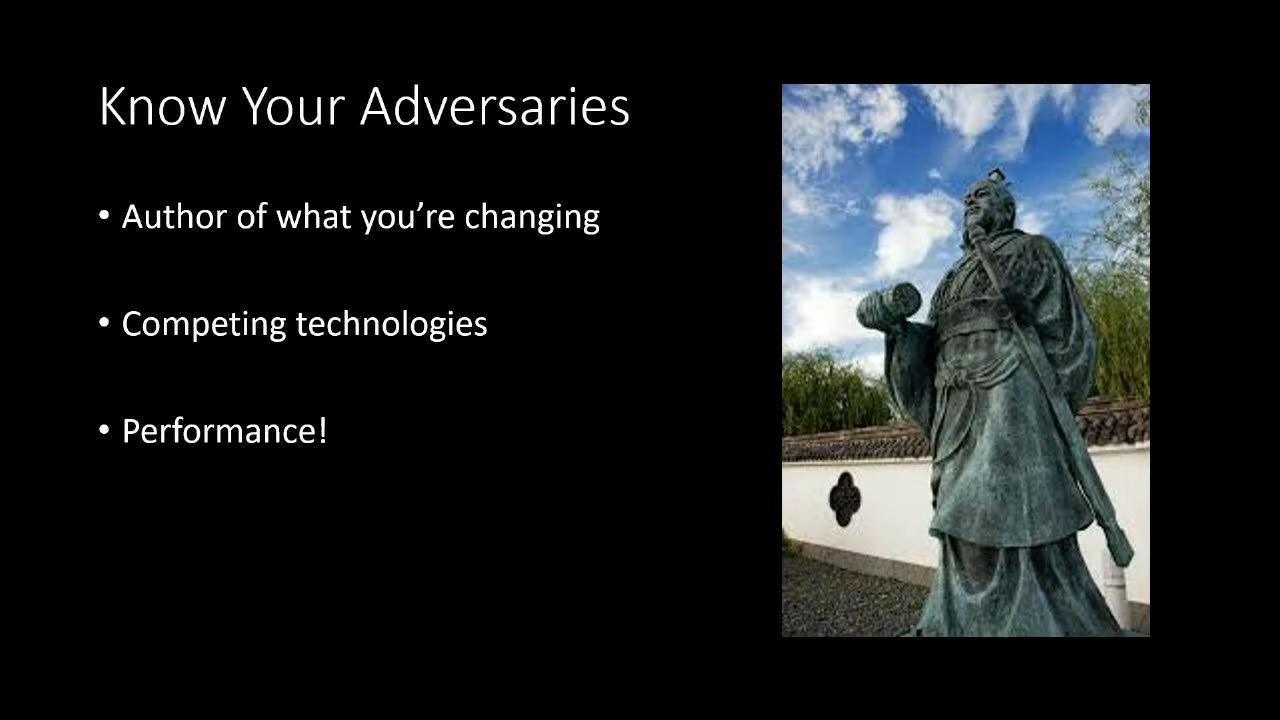 Know Your Adversaries
• Author of what you’re changing
• Competing technologies
• Performance!